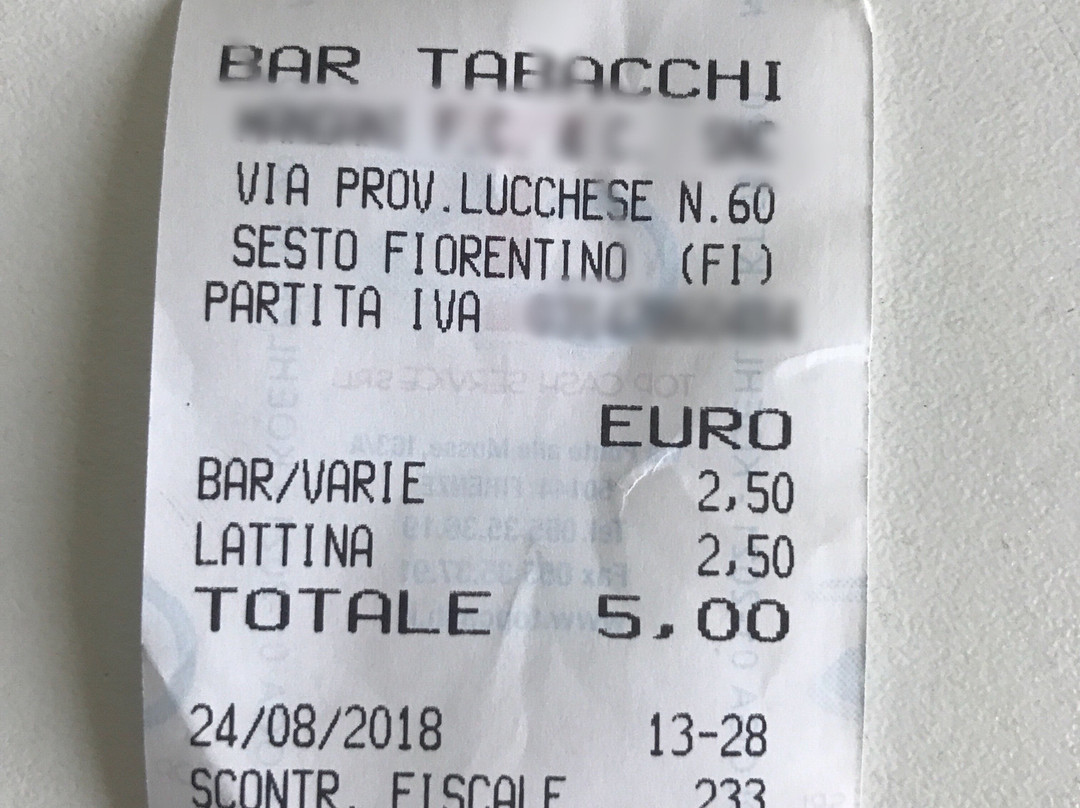 BAR TABACCHI
VIA PROV.LUCCHESE N.60
SESTO FIORENTINO (FI)
PARTITA IVA
EURO
BAR/VARIE 2,50
LATTINA 2,50
TOTALE 5,00
24/08/2018 13-28
SCONTR. FISCALE 233